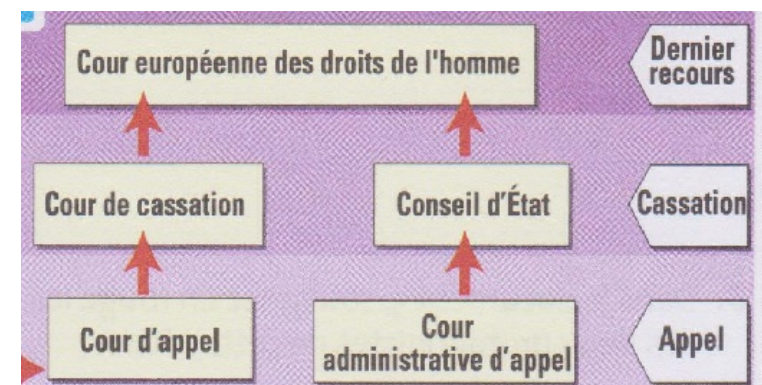 Cour européenne des droits de l'homme
Dernier
recours
Cour de cassation
Conseil d'État
Cassation
Cour d'appel
Cour
administrative d'appel
Appel